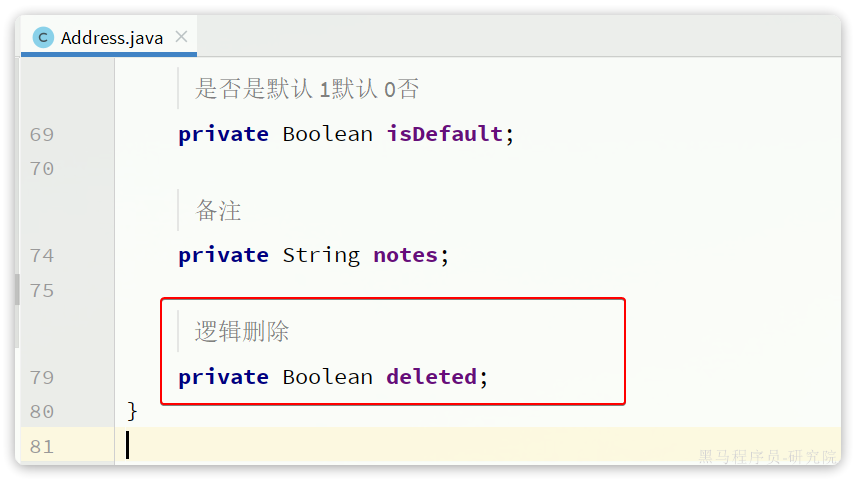 Address.java
是否是默认 1默认 0否
69 private Boolean isDefault;
70
备注
74 private String notes;
75
逻辑删除
79 private Boolean deleted;
80 }
81
黑马程序员-研究院